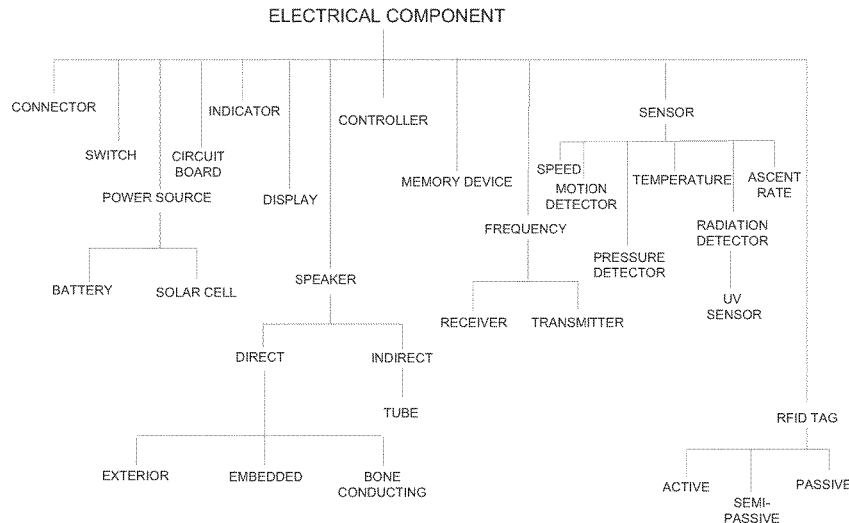 ELECTRICAL COMPONENT
CONNECTOR
SWITCH
POWER SOURCE
BATTERY
SOLAR CELL
CIRCUIT
BOARD
INDICATOR
DISPLAY
SPEAKER
DIRECT
EXTERIOR
EMBEDDED
BONE
CONDUCTING
INDIRECT
TUBE
CONTROLLER
MEMORY DEVICE
FREQUENCY
RECEIVER
TRANSMITTER
SENSOR
SPEED
MOTION
DETECTOR
PRESSURE
DETECTOR
TEMPERATURE
RADIATION
DETECTOR
UV
SENSOR
ASCENT
RATE
RFID TAG
ACTIVE
SEMI-
PASSIVE
PASSIVE